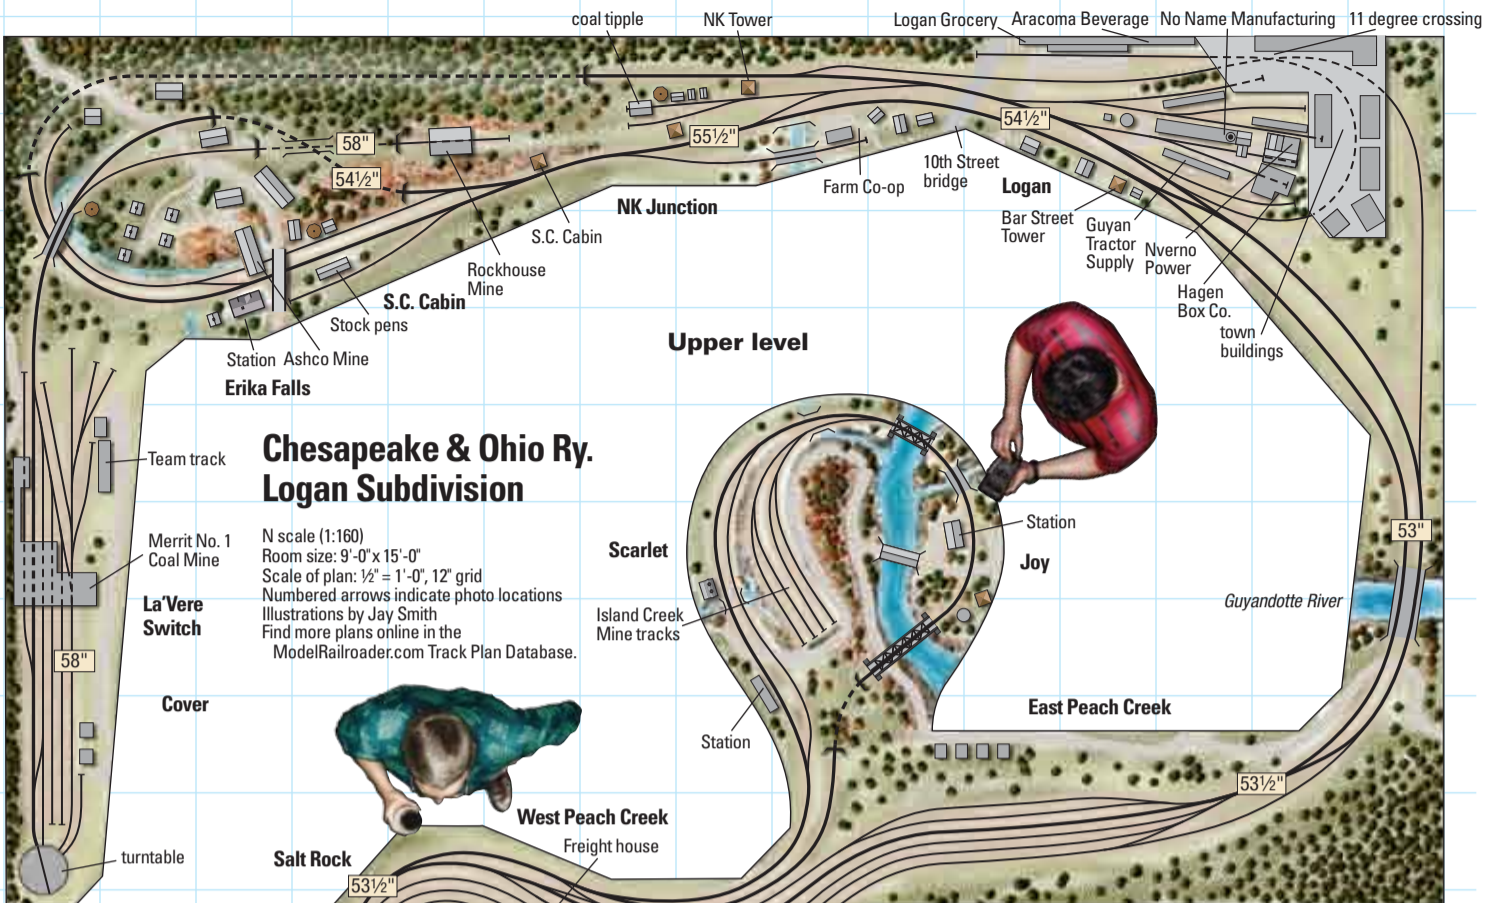 coal tipple
NK Tower
Logan Grocery
Aracoma Beverage
No Name Manufacturing
11 degree crossing
58"
54½"
55½"
54½"
Farm Co-op
10th Street
bridge
Logan
NK Junction
S.C. Cabin
Rockhouse
Mine
S.C. Cabin
Stock pens
Bar Street
Tower
Guyan
Tractor
Supply
Nverno
Power
Hagen
Box Co.
town
buildings
Station
Ashco Mine
Erika Falls
Upper level
Chesapeake & Ohio Ry.
Logan Subdivision
N scale (1:160)
Room size: 9'-0" x 15'-0"
Scale of plan: ½" = 1'-0", 12" grid
Numbered arrows indicate photo locations
Illustrations by Jay Smith
Find more plans online in the
ModelRailroader.com Track Plan Database.
Team track
Merrit No. 1
Coal Mine
La'Vere
Switch
58"
Cover
turntable
Scarlet
Island Creek
Mine tracks
Station
Joy
Station
53"
Guyandotte River
East Peach Creek
53½"
West Peach Creek
Freight house
Salt Rock
53½"